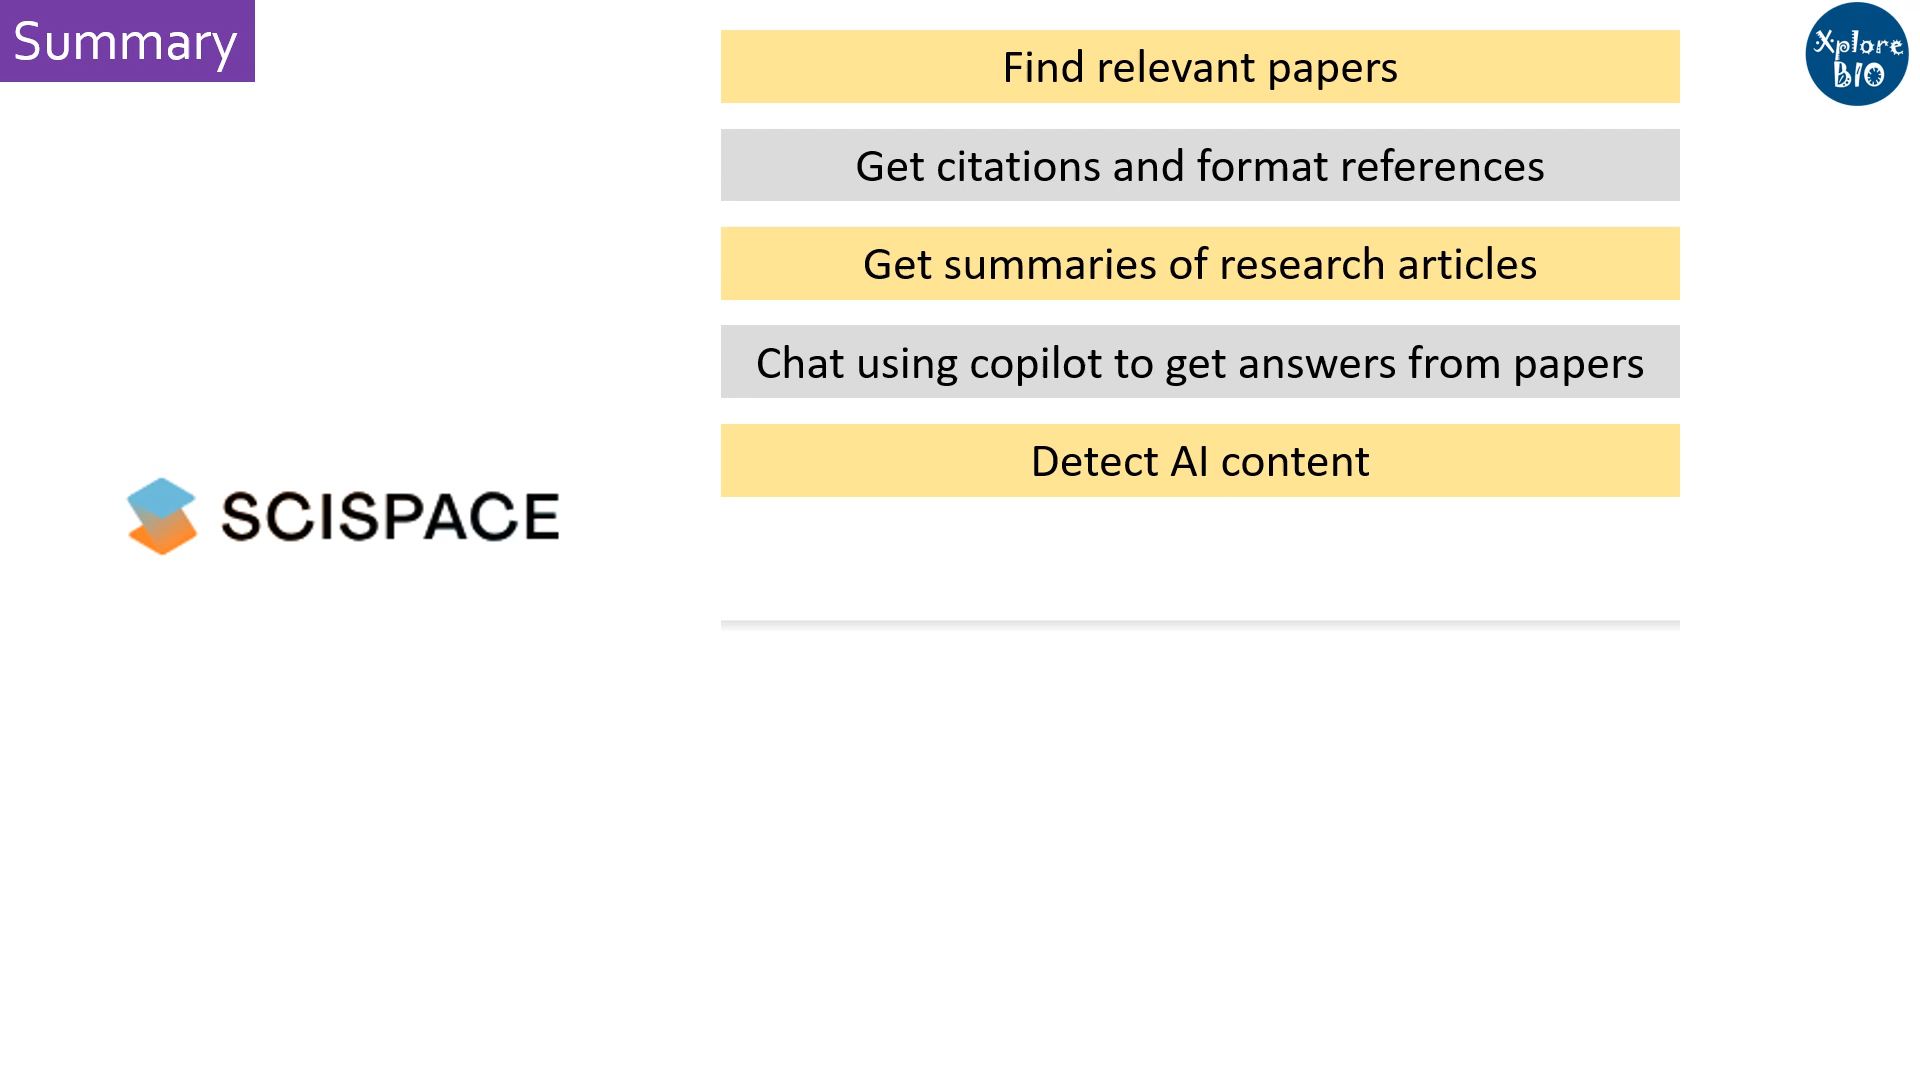 Summary
Find relevant papers
Xplore
BIO
Get citations and format references
Get summaries of research articles
Chat using copilot to get answers from papers
Detect AI content
SCISPACE